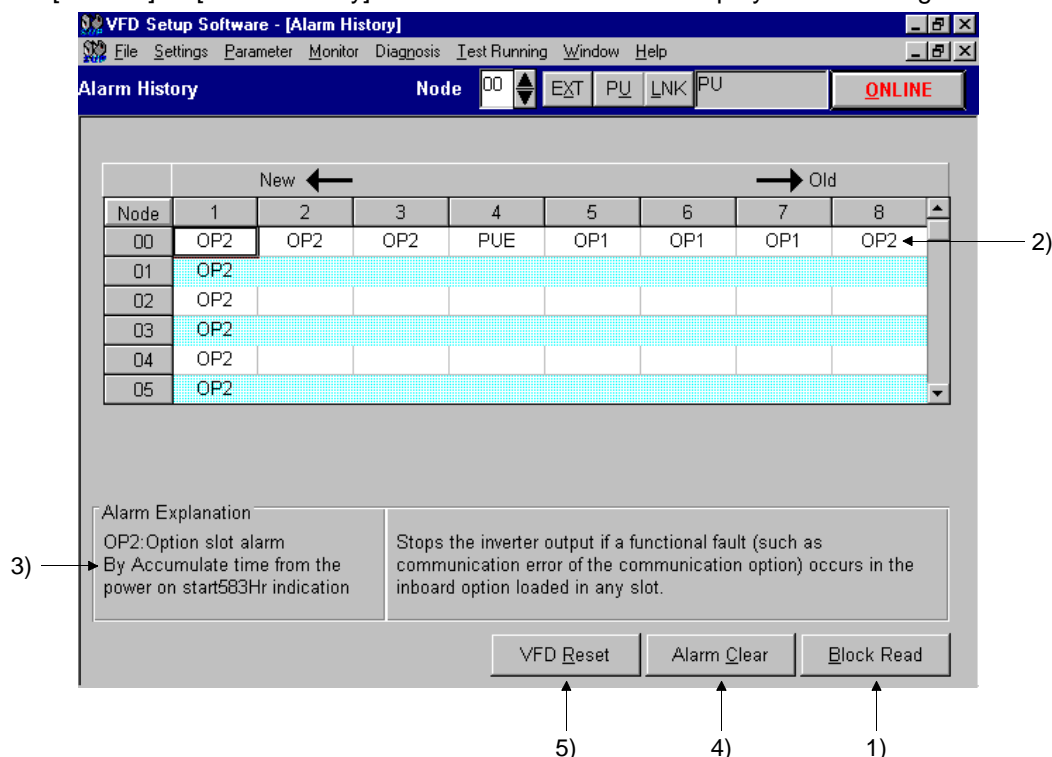 VFD Setup Software - [Alarm History]
File Settings Parameter Monitor Diagnosis Test Running Window Help
Alarm History Node 00 EXT PU LNK PU ONLINE
New Old
Node 1 2 3 4 5 6 7 8
00 OP2 OP2 OP2 PUE OP1 OP1 OP1 OP2 2)
01 OP2
02 OP2
03 OP2
04 OP2
05 OP2
Alarm Explanation
OP2:Option slot alarm
3) By Accumulate time from the
power on start583Hr indication
Stops the inverter output if a functional fault (such as
communication error of the communication option) occurs in the
inboard option loaded in any slot.
VFD Reset Alarm Clear Block Read
5) 4) 1)